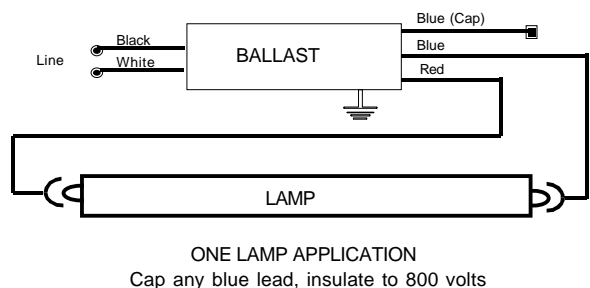 Blue (Cap)
Black
Blue
Line
BALLAST
White
Red
LAMP
ONE LAMP APPLICATION
Cap any blue lead, insulate to 800 volts